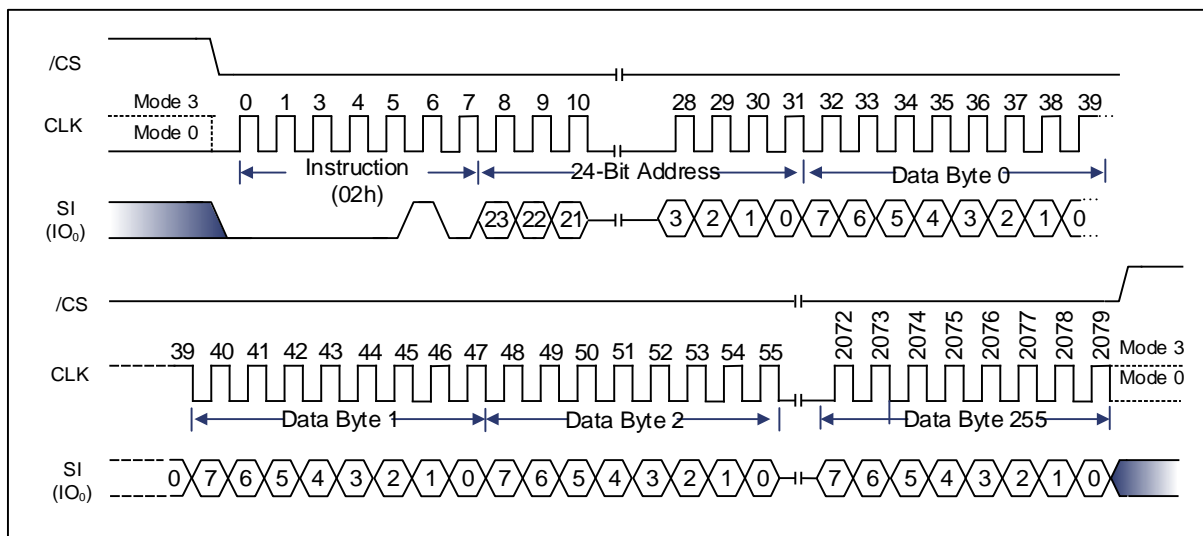 /CS
Mode 3
0 1 3 4 5 6 7 8 9 10 28 29 30 31 32 33 34 35 36 37 38 39
CLK
Mode 0
Instruction (02h)
24-Bit Address
Data Byte 0
SI (IO₀)
23 22 21 3 2 1 0 7 6 5 4 3 2 1 0
/CS
39 40 41 42 43 44 45 46 47 48 49 50 51 52 53 54 55 2072 2073 2074 2075 2076 2077 2078 2079
Mode 3
CLK
Mode 0
Data Byte 1
Data Byte 2
Data Byte 255
SI (IO₀)
0 7 6 5 4 3 2 1 0 7 6 5 4 3 2 1 0 7 6 5 4 3 2 1 0